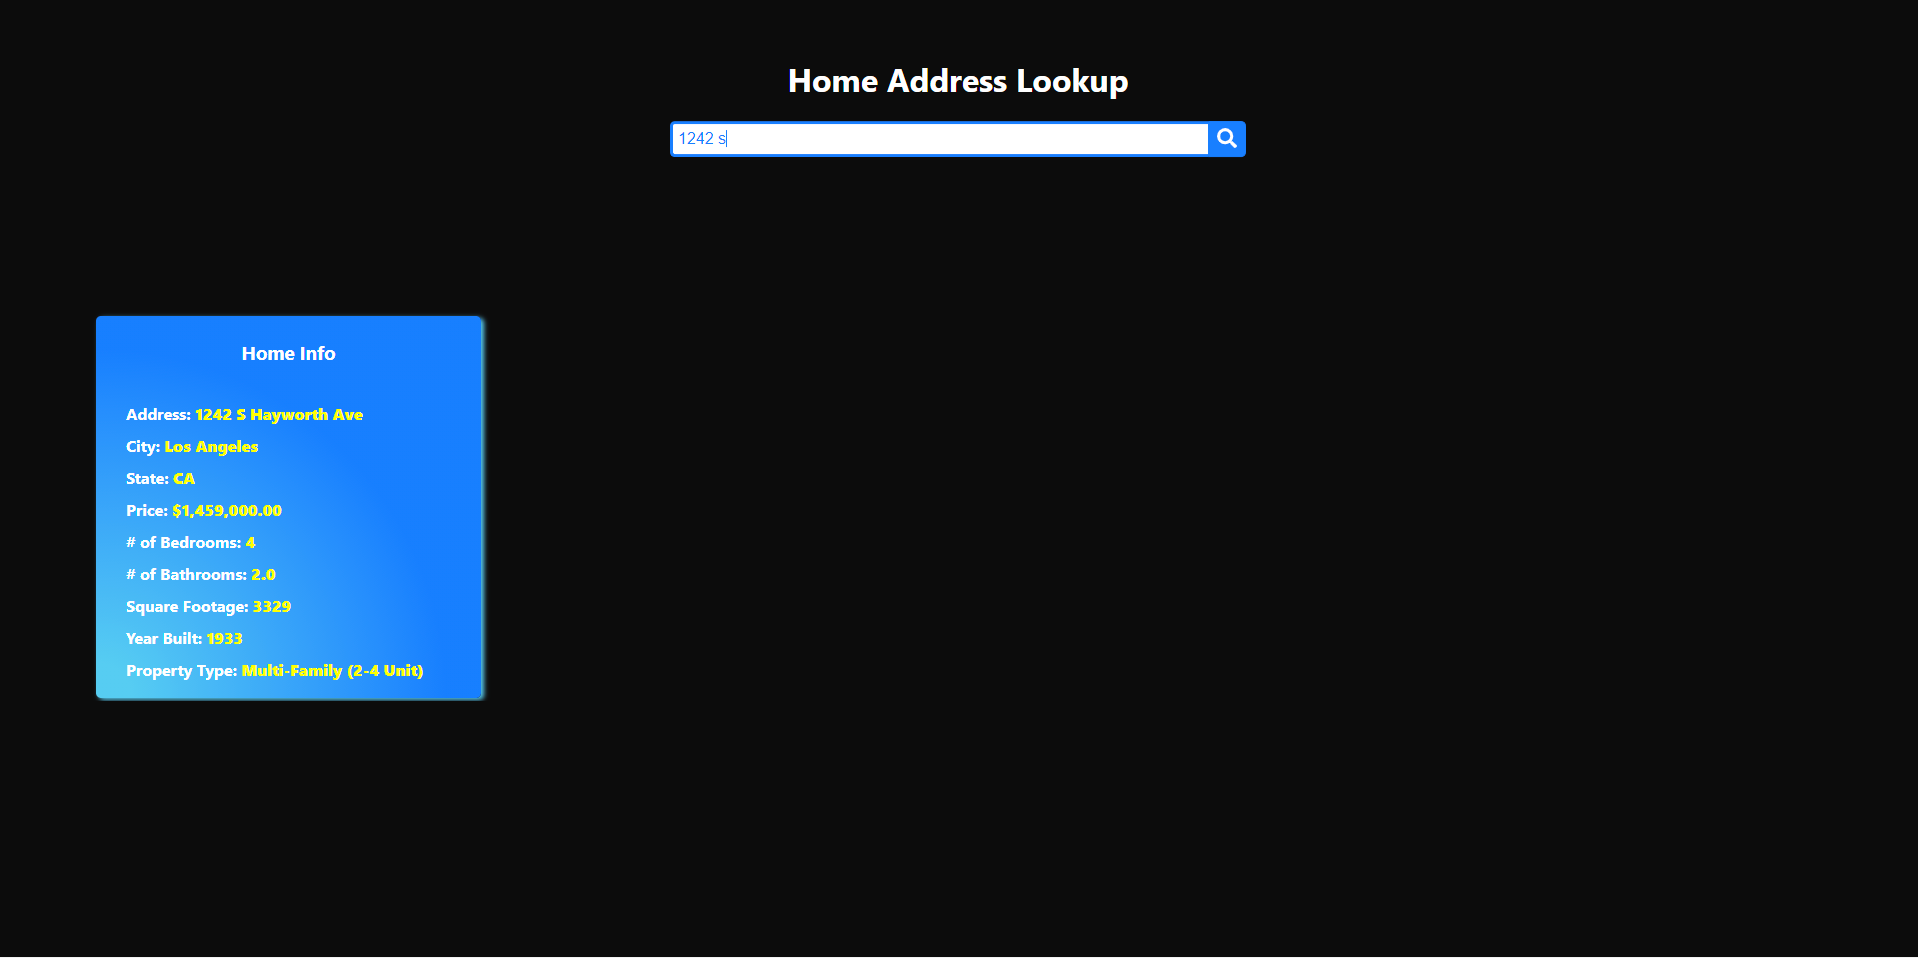 Home Address Lookup
1242 s
Home Info
Address: 1242 S Hayworth Ave
City: Los Angeles
State: CA
Price: $1,459,000.00
# of Bedrooms: 4
# of Bathrooms: 2.0
Square Footage: 3329
Year Built: 1933
Property Type: Multi-Family (2-4 Unit)